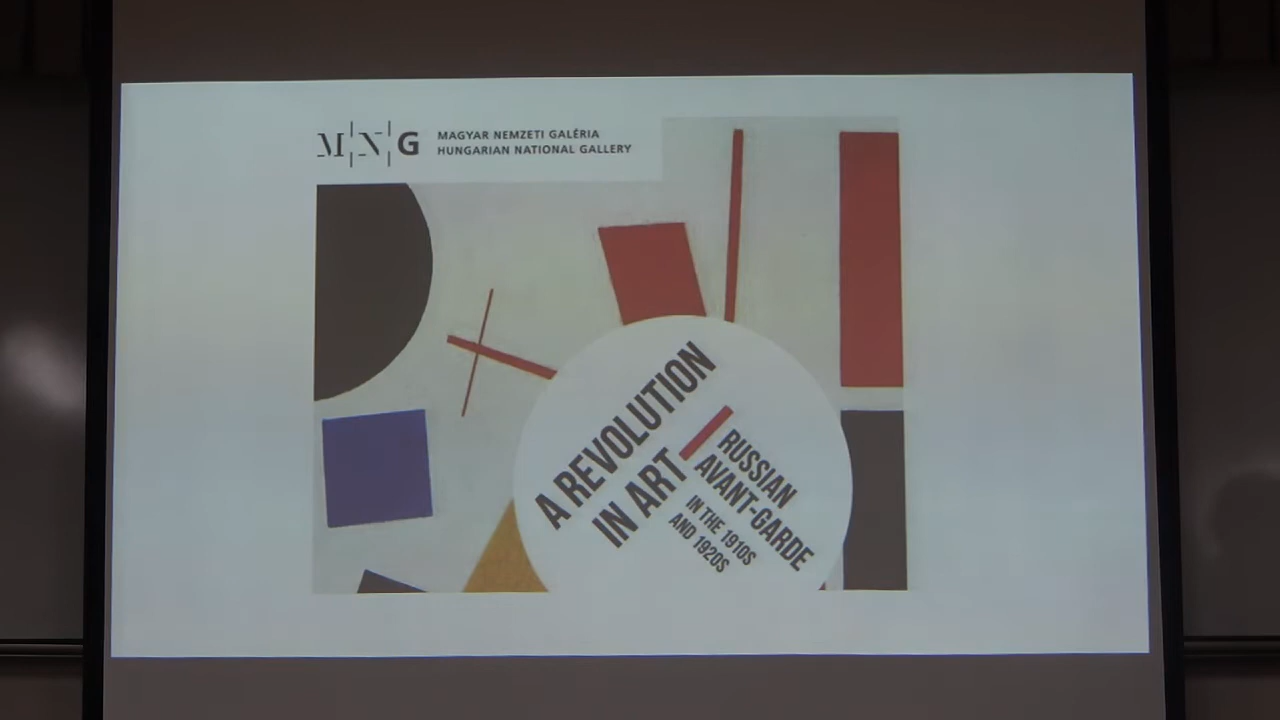 MNG
MAGYAR NEMZETI GALÉRIA
HUNGARIAN NATIONAL GALLERY
A REVOLUTION
IN ART
RUSSIAN
AVANT-GARDE
IN THE 1910S
AND 1920S